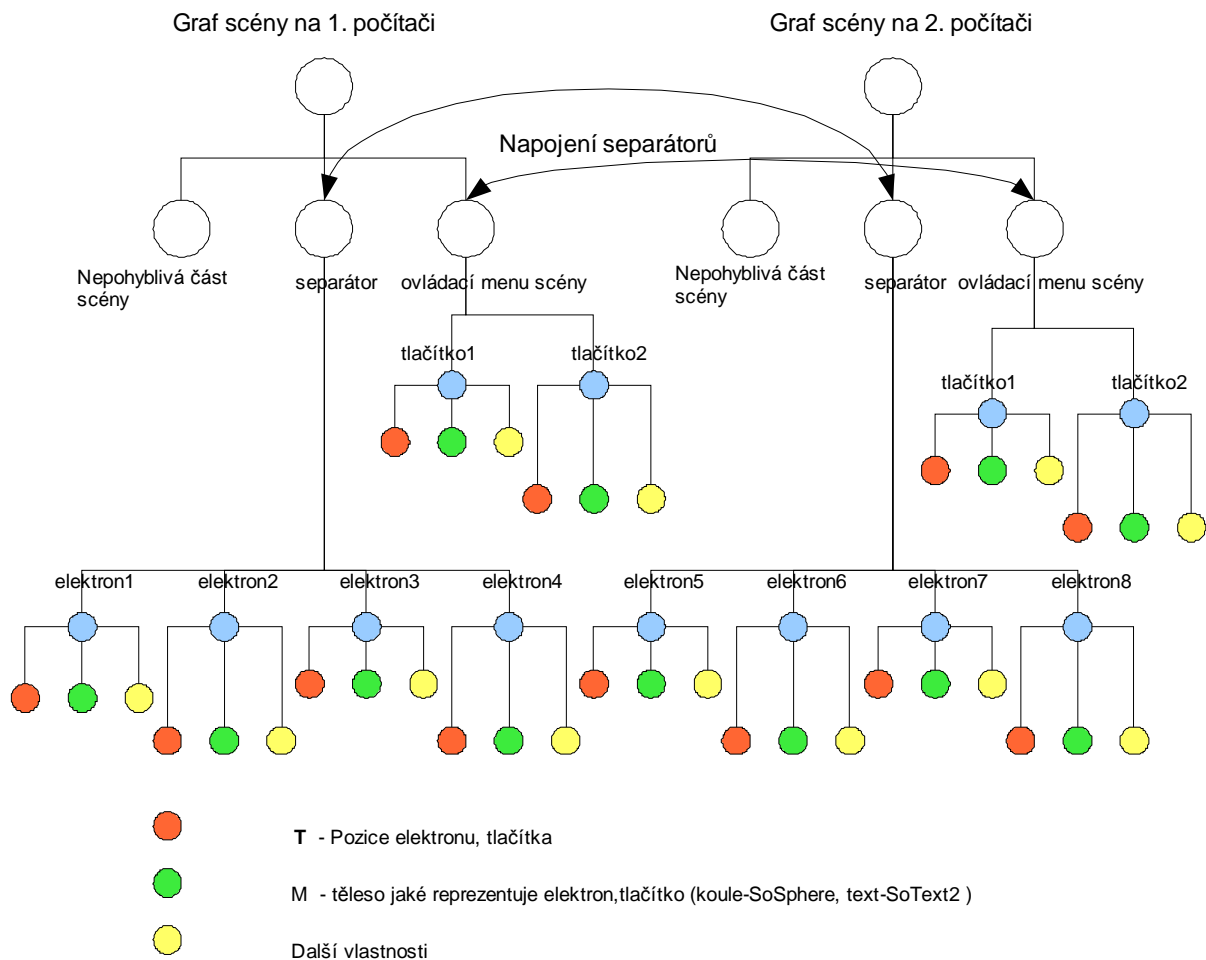 Graf scény na 1. počítači
Graf scény na 2. počítači
Napojení separátorů
Nepohyblivá část
scény
separátor
ovládací menu scény
Nepohyblivá část
scény
separátor
ovládací menu scény
tlačítko1
tlačítko2
tlačítko1
tlačítko2
elektron1
elektron2
elektron3
elektron4
elektron5
elektron6
elektron7
elektron8
T - Pozice elektronu, tlačítka
M - těleso jaké reprezentuje elektron,tlačítko (koule-SoSphere, text-SoText2 )
Další vlastnosti